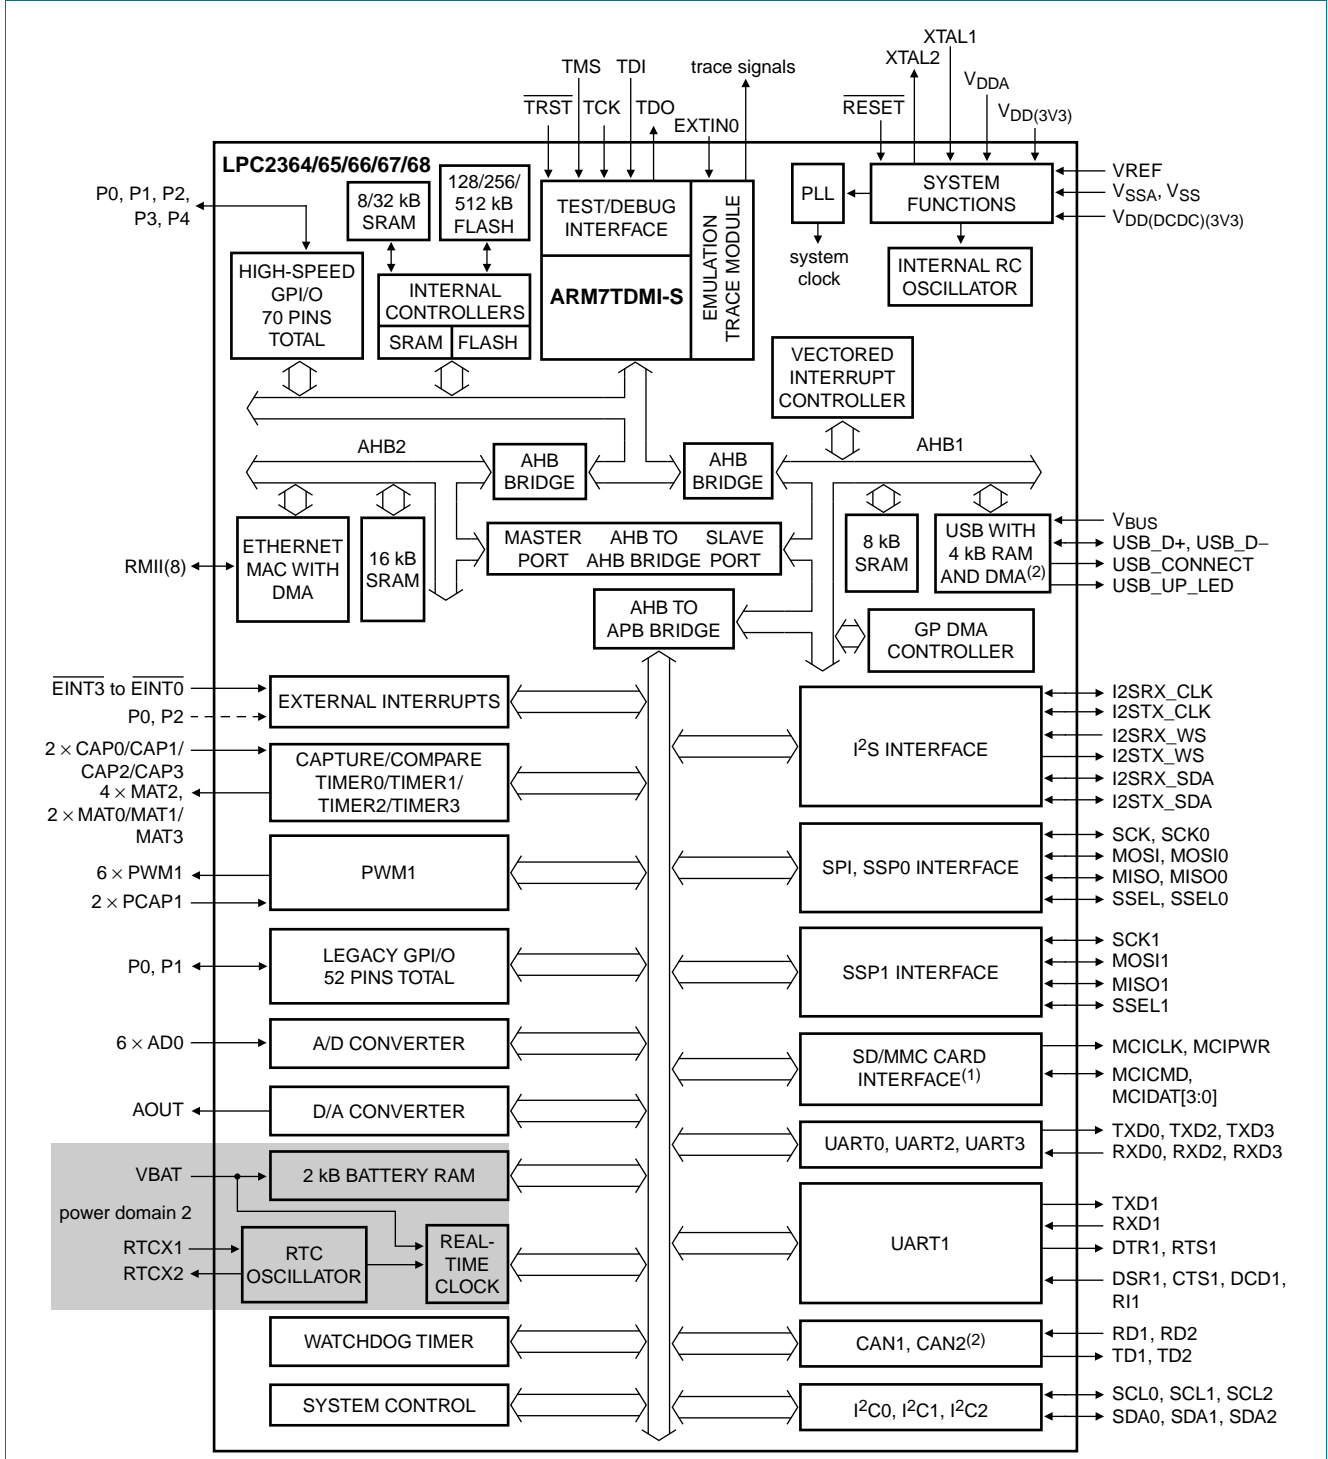 XTAL1
XTAL2
TMS TDI
trace signals
VDDA
TRST TCK TDO
RESET
VDD(3V3)
EXTIN0
LPC2364/65/66/67/68
P0, P1, P2,
P3, P4
8/32 kB
SRAM
128/256/
512 kB
FLASH
TEST/DEBUG
INTERFACE
EMULATION
TRACE MODULE
PLL
SYSTEM
FUNCTIONS
VREF
VSSA, VSS
VDD(DCDC)(3V3)
system
clock
HIGH-SPEED
GPI/O
70 PINS
TOTAL
INTERNAL
CONTROLLERS
SRAM FLASH
ARM7TDMI-S
INTERNAL RC
OSCILLATOR
VECTORED
INTERRUPT
CONTROLLER
AHB2
AHB
BRIDGE
AHB
BRIDGE
AHB1
ETHERNET
MAC WITH
DMA
RMII(8)
16 kB
SRAM
MASTER
PORT
AHB TO
AHB BRIDGE
SLAVE
PORT
8 kB
SRAM
USB WITH
4 kB RAM
AND DMA(2)
VBUS
USB_D+, USB_D−
USB_CONNECT
USB_UP_LED
AHB TO
APB BRIDGE
GP DMA
CONTROLLER
EINT3 to EINT0
P0, P2
EXTERNAL INTERRUPTS
I2S INTERFACE
I2SRX_CLK
I2STX_CLK
I2SRX_WS
I2STX_WS
I2SRX_SDA
I2STX_SDA
2 × CAP0/CAP1/
CAP2/CAP3
4 × MAT2,
2 × MAT0/MAT1/
MAT3
CAPTURE/COMPARE
TIMER0/TIMER1/
TIMER2/TIMER3
6 × PWM1
2 × PCAP1
PWM1
SPI, SSP0 INTERFACE
SCK, SCK0
MOSI, MOSI0
MISO, MISO0
SSEL, SSEL0
P0, P1
LEGACY GPI/O
52 PINS TOTAL
SSP1 INTERFACE
SCK1
MOSI1
MISO1
SSEL1
6 × AD0
A/D CONVERTER
SD/MMC CARD
INTERFACE(1)
MCICLK, MCIPWR
MCICMD,
MCIDAT[3:0]
AOUT
D/A CONVERTER
UART0, UART2, UART3
TXD0, TXD2, TXD3
RXD0, RXD2, RXD3
VBAT
2 kB BATTERY RAM
power domain 2
RTCX1
RTCX2
RTC
OSCILLATOR
REAL-
TIME
CLOCK
UART1
TXD1
RXD1
DTR1, RTS1
DSR1, CTS1, DCD1,
RI1
WATCHDOG TIMER
CAN1, CAN2(2)
RD1, RD2
TD1, TD2
SYSTEM CONTROL
I2C0, I2C1, I2C2
SCL0, SCL1, SCL2
SDA0, SDA1, SDA2